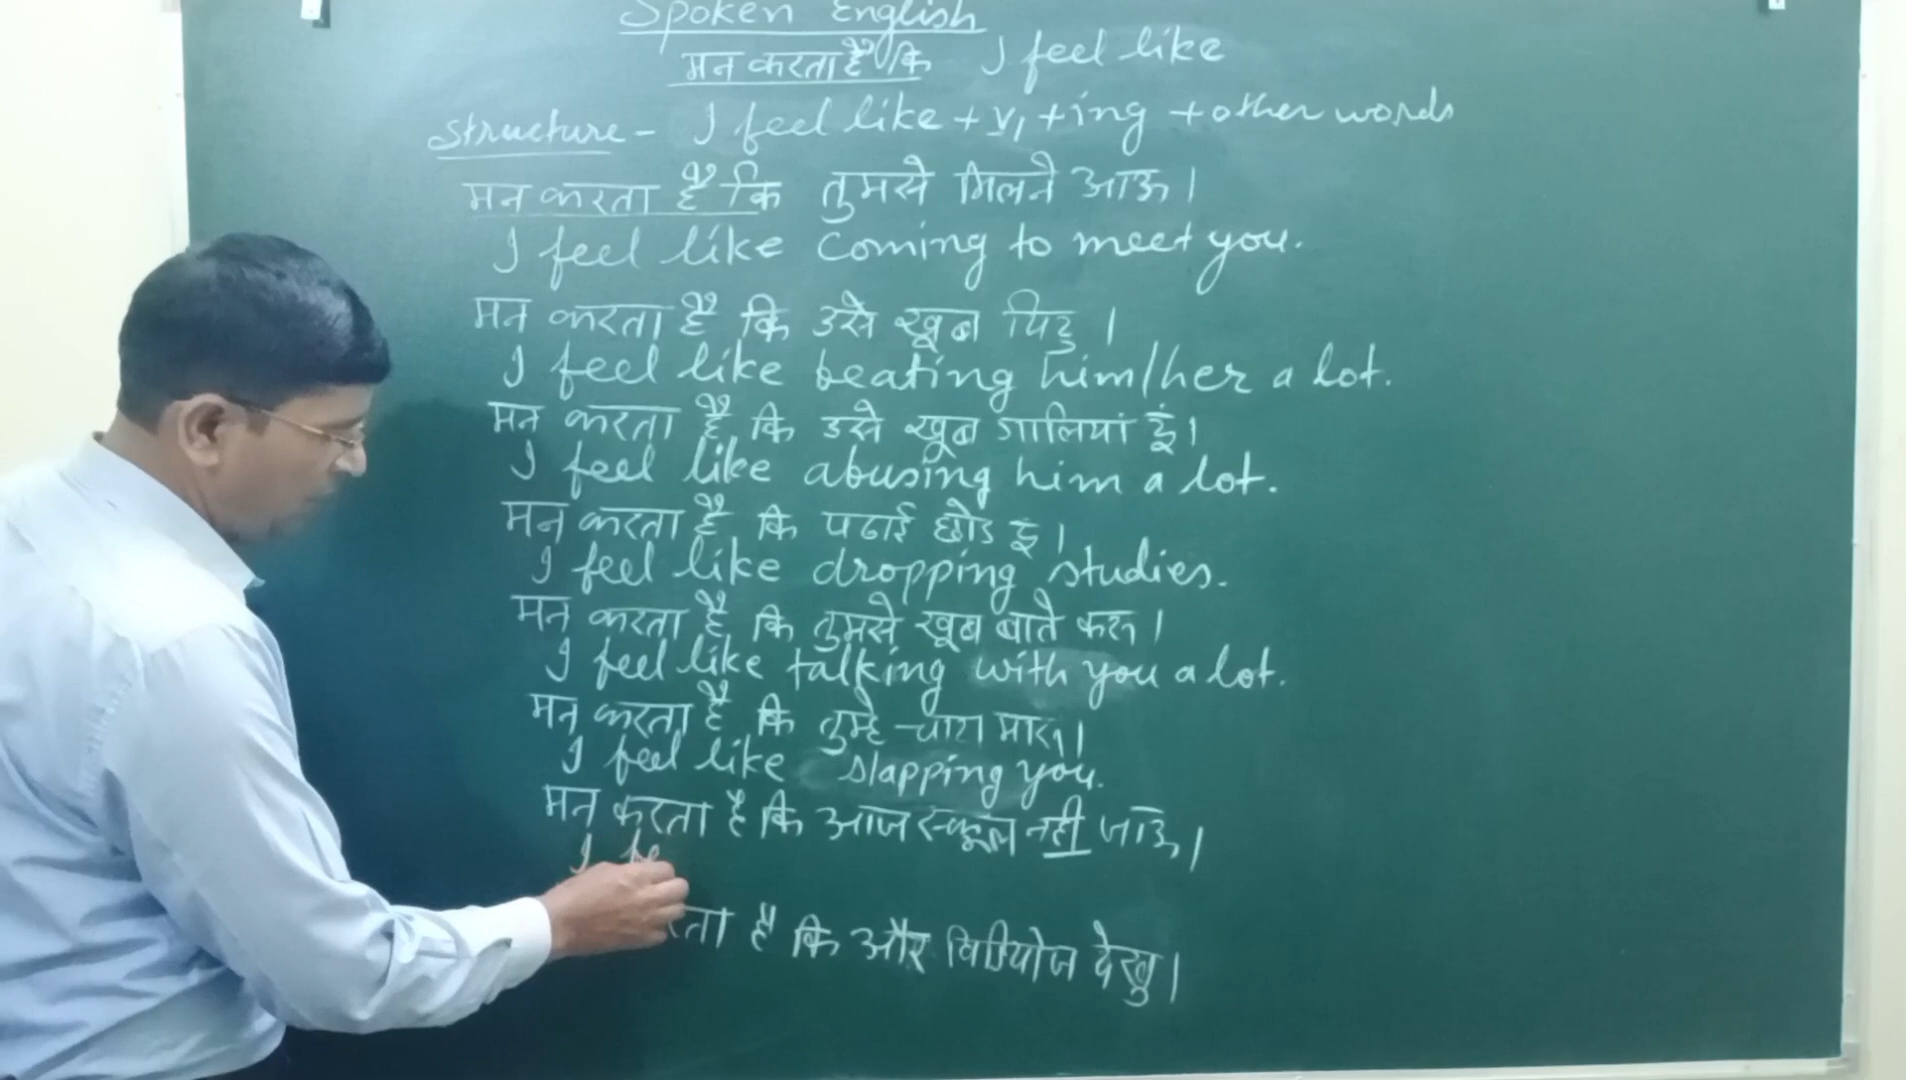 Spoken English
मन करता है कि I feel like
Structure - I feel like + V₁ + ing + other words
मन करता है कि तुमसे मिलने आऊ।
I feel like coming to meet you.
मन करता है कि उसे खूब पिटु।
I feel like beating him/her a lot.
मन करता है कि उसे खूब गालियां दूं।
I feel like abusing him a lot.
मन करता है कि पढाई छोड दू।
I feel like dropping studies.
मन करता है कि तुमसे खूब बाते करू।
I feel like talking with you a lot.
मन करता है कि तुम्हे चाटा मारू।
I feel like slapping you.
मन करता है कि आज स्कूल नही जाऊ।
I fe
रता है कि और विडियोज देखु।